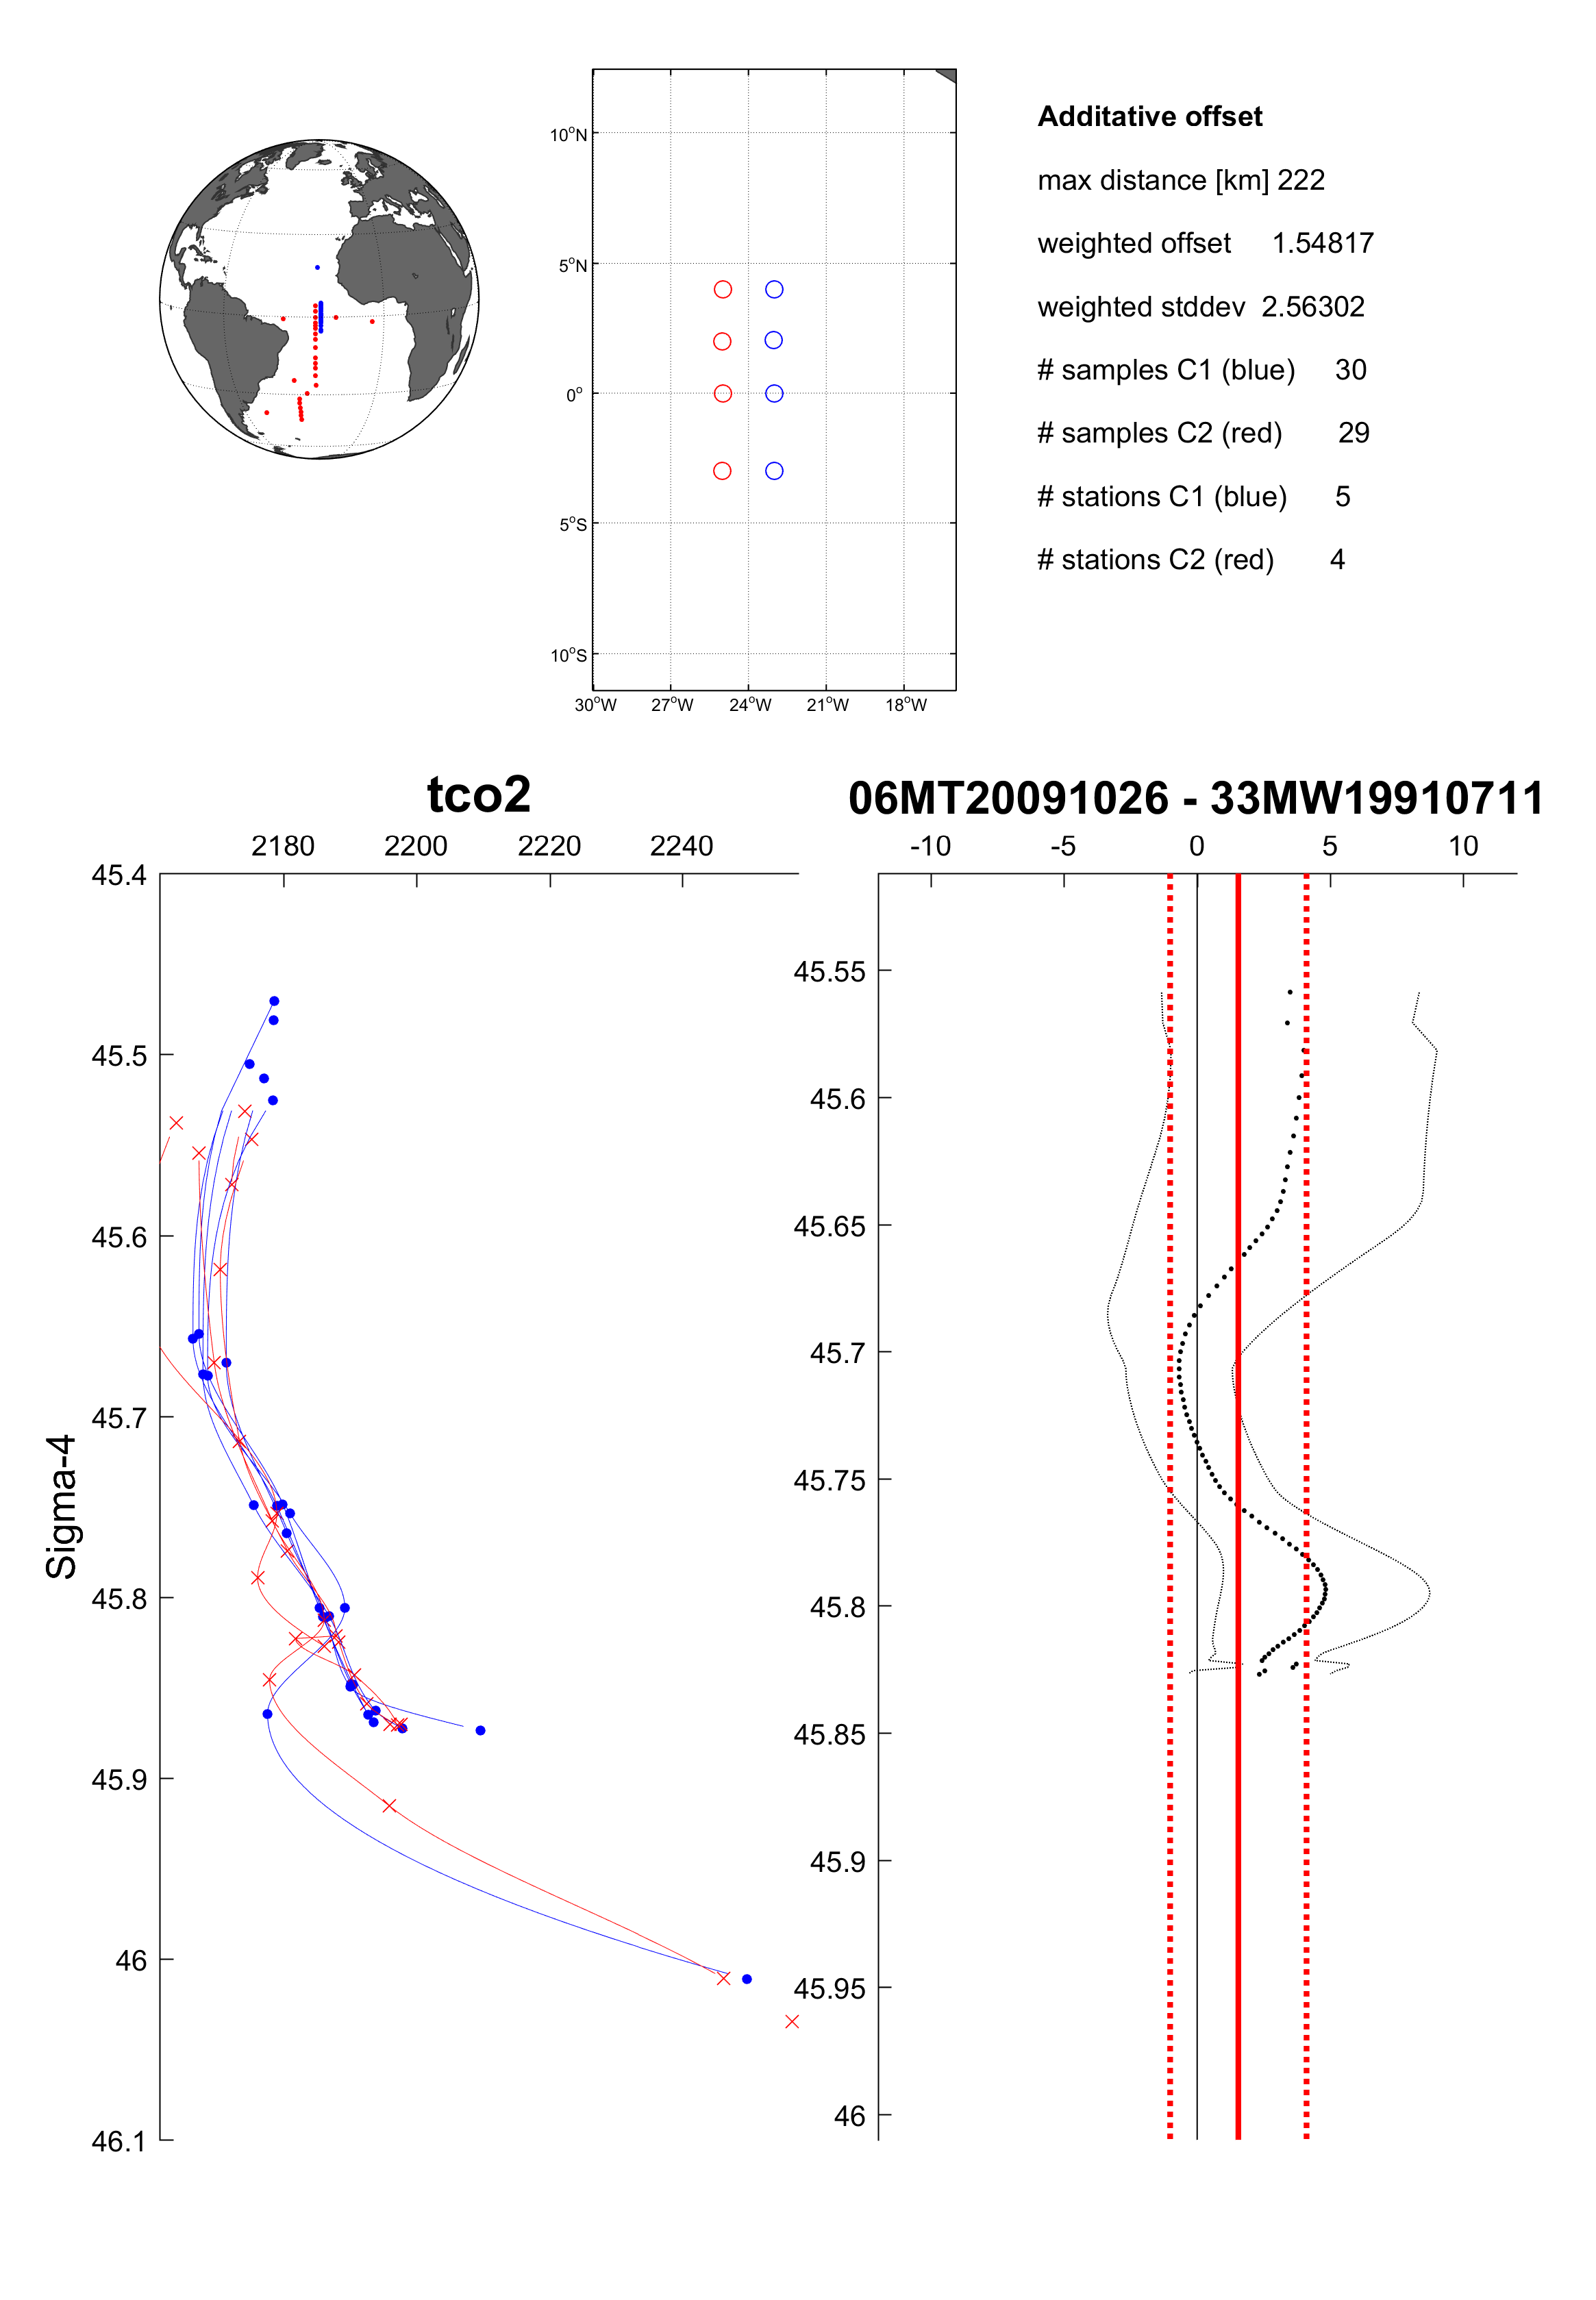 Additative offset
max distance [km] 222
weighted offset 1.54817
weighted stddev 2.56302
# samples C1 (blue) 30
# samples C2 (red) 29
# stations C1 (blue) 5
# stations C2 (red) 4
10°N
5°N
0°
5°S
10°S
30°W 27°W 24°W 21°W 18°W
tco2
2180 2200 2220 2240
45.4
45.5
45.6
45.7
45.8
45.9
46
46.1
Sigma-4
06MT20091026 - 33MW19910711
-10 -5 0 5 10
45.55
45.6
45.65
45.7
45.75
45.8
45.85
45.9
45.95
46